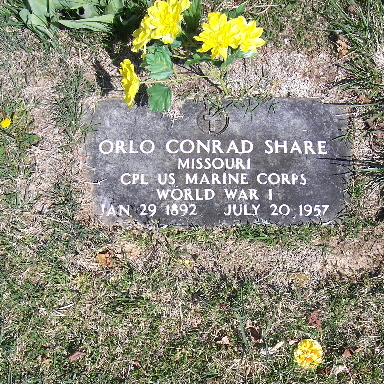 ORLO CONRAD SHARE
MISSOURI
CPL US MARINE CORPS
WORLD WAR I
JAN 29 1892 JULY 20 1957